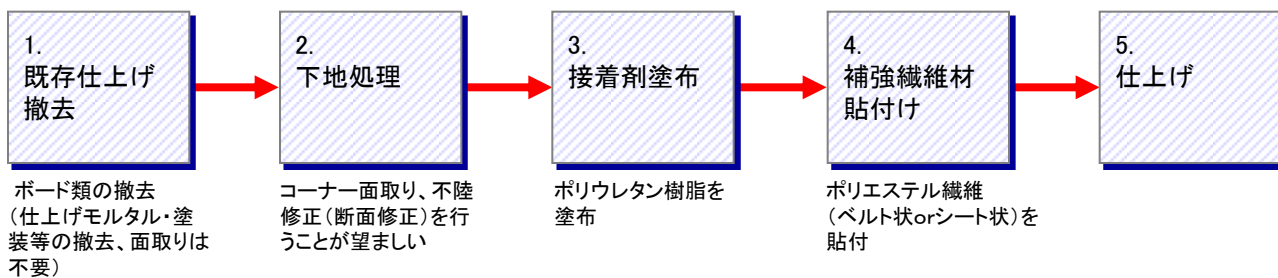 1.
既存仕上げ
撤去
2.
下地処理
3.
接着剤塗布
4.
補強繊維材
貼付け
5.
仕上げ
ボード類の撤去
(仕上げモルタル・塗
装等の撤去、面取りは
不要)
コーナー面取り、不陸
修正(断面修正)を行
うことが望ましい
ポリウレタン樹脂を
塗布
ポリエステル繊維
(ベルト状orシート状)を
貼付